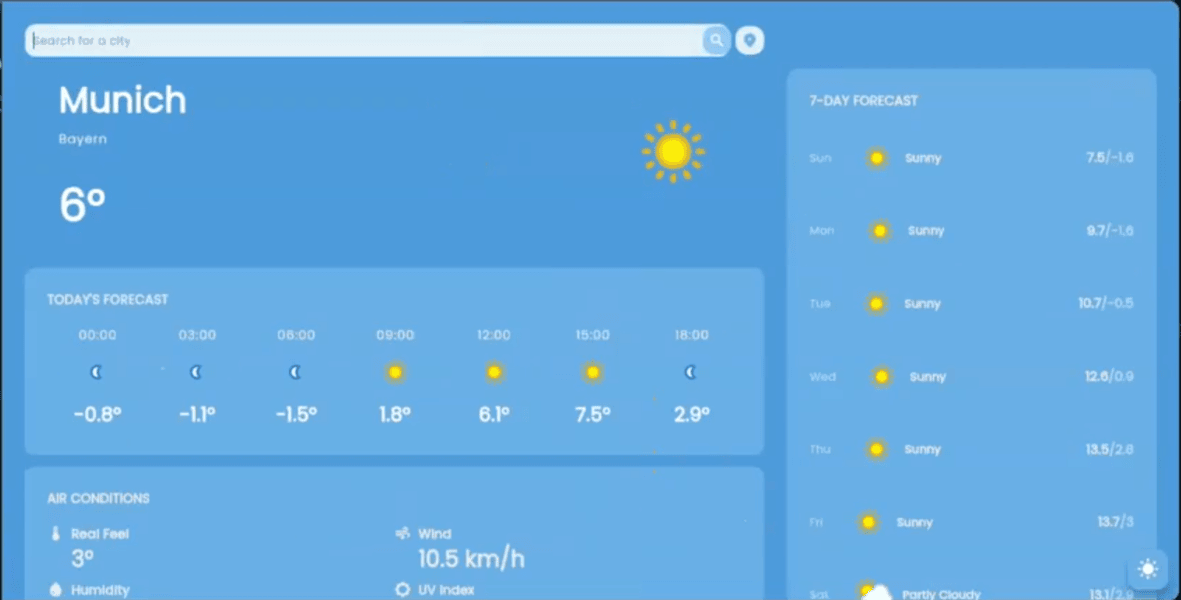 Search for a city
Munich
Bayern
6°
TODAY'S FORECAST
00:00 03:00 06:00 09:00 12:00 15:00 18:00
-0.8° -1.1° -1.5° 1.8° 6.1° 7.5° 2.9°
AIR CONDITIONS
Real Feel Wind
3° 10.5 km/h
Humidity UV Index
7-DAY FORECAST
Sun Sunny 7.5/-1.6
Mon Sunny 9.7/-1.6
Tue Sunny 10.7/-0.5
Wed Sunny 12.6/0.9
Thu Sunny 13.5/2.8
Fri Sunny 13.7/3
Sat Partly Cloudy 13.1/2.9